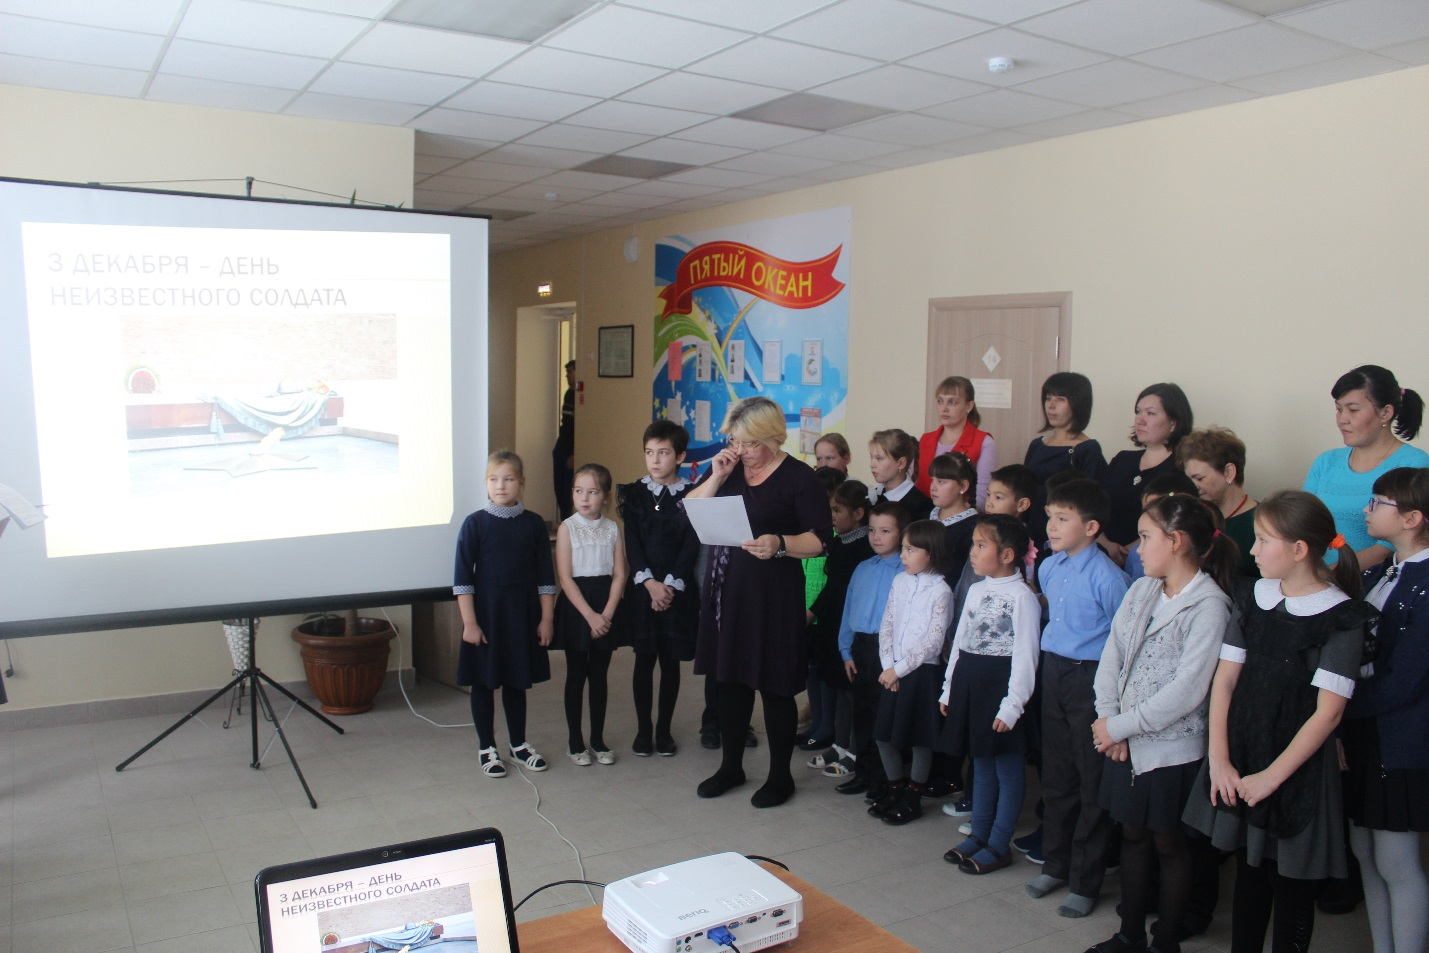 3 ДЕКАБРЯ – ДЕНЬ
НЕИЗВЕСТНОГО СОЛДАТА
ПЯТЫЙ ОКЕАН
3 ДЕКАБРЯ – ДЕНЬ
НЕИЗВЕСТНОГО СОЛДАТА
BENQ